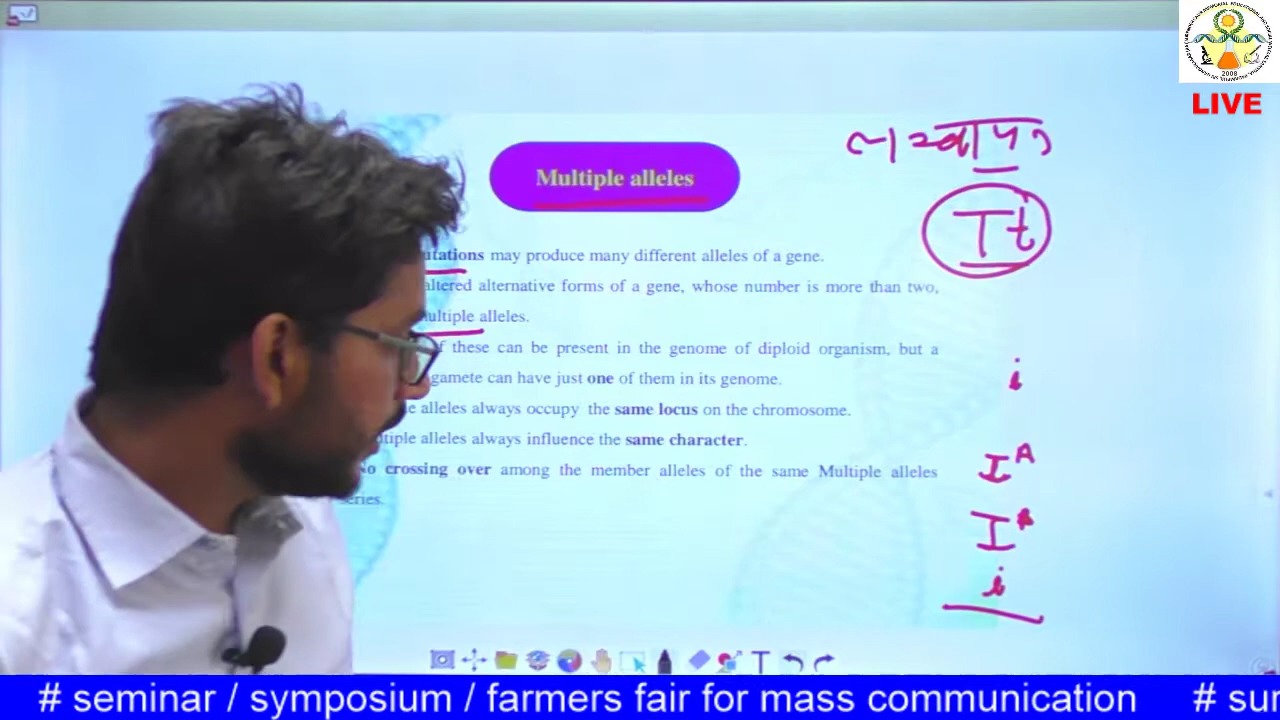 LIVE
Multiple alleles
Tt
utations may produce many different alleles of a gene.
altered alternative forms of a gene, whose number is more than two,
ultiple alleles.
f these can be present in the genome of diploid organism, but a
gamete can have just one of them in its genome.
e alleles always occupy the same locus on the chromosome.
tiple alleles always influence the same character.
No crossing over among the member alleles of the same Multiple alleles
eries.
i
I^A
I^B
i
# seminar / symposium / farmers fair for mass communication # sur